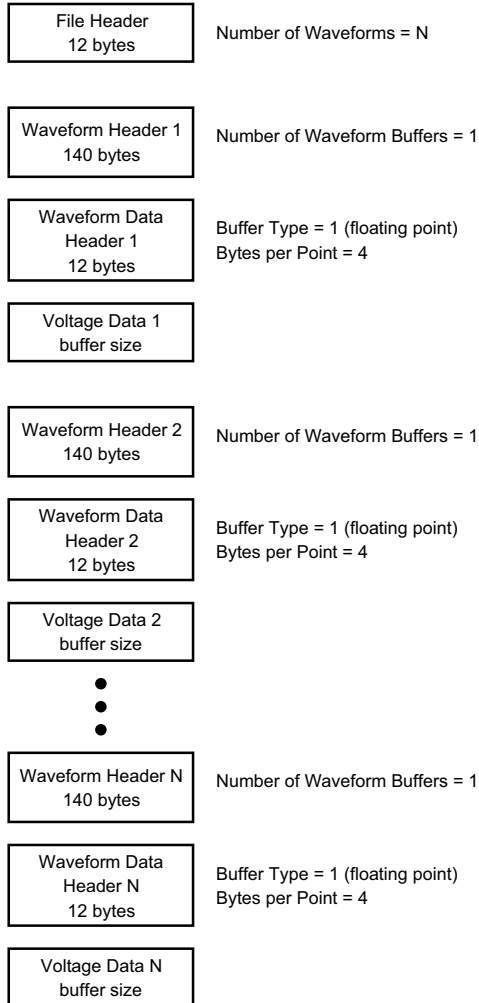 File Header
12 bytes
Number of Waveforms = N
Waveform Header 1
140 bytes
Number of Waveform Buffers = 1
Waveform Data
Header 1
12 bytes
Buffer Type = 1 (floating point)
Bytes per Point = 4
Voltage Data 1
buffer size
Waveform Header 2
140 bytes
Number of Waveform Buffers = 1
Waveform Data
Header 2
12 bytes
Buffer Type = 1 (floating point)
Bytes per Point = 4
Voltage Data 2
buffer size
Waveform Header N
140 bytes
Number of Waveform Buffers = 1
Waveform Data
Header N
12 bytes
Buffer Type = 1 (floating point)
Bytes per Point = 4
Voltage Data N
buffer size